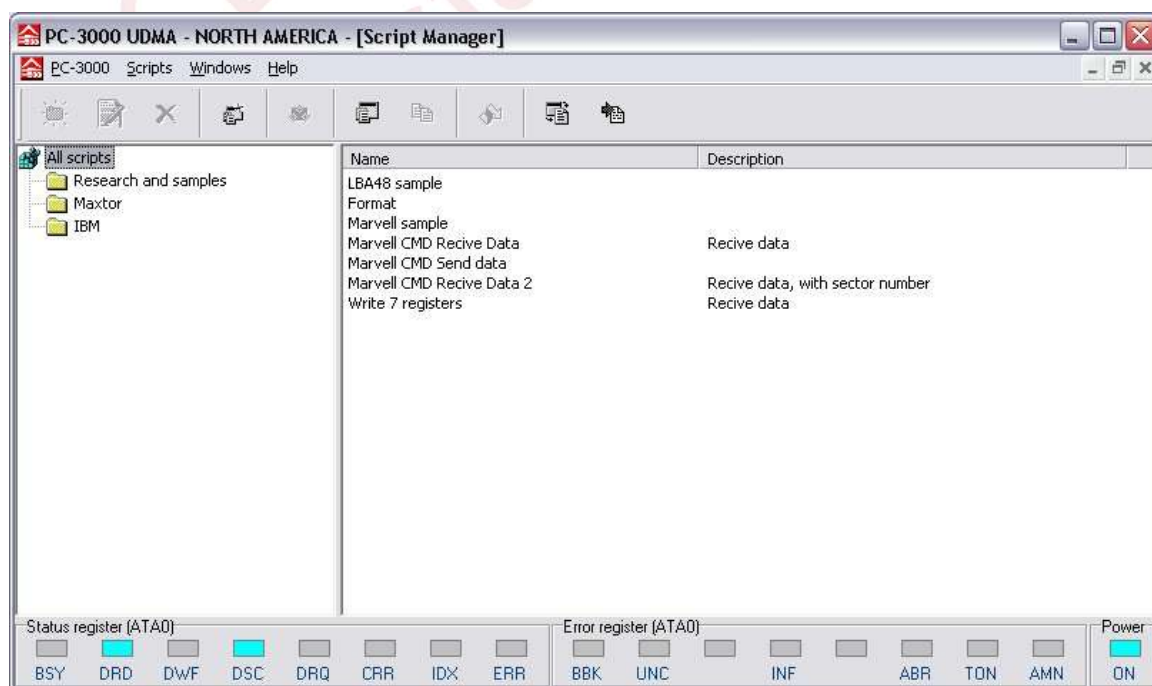 PC-3000 UDMA - NORTH AMERICA - [Script Manager]
PC-3000 Scripts Windows Help
All scripts
Research and samples
Maxtor
IBM
Name Description
LBA48 sample
Format
Marvell sample
Marvell CMD Recive Data Recive data
Marvell CMD Send data
Marvell CMD Recive Data 2 Recive data, with sector number
Write 7 registers Recive data
Status register (ATA0) Error register (ATA0) Power
BSY DRD DWF DSC DRQ CRR IDX ERR BBK UNC INF ABR TON AMN ON